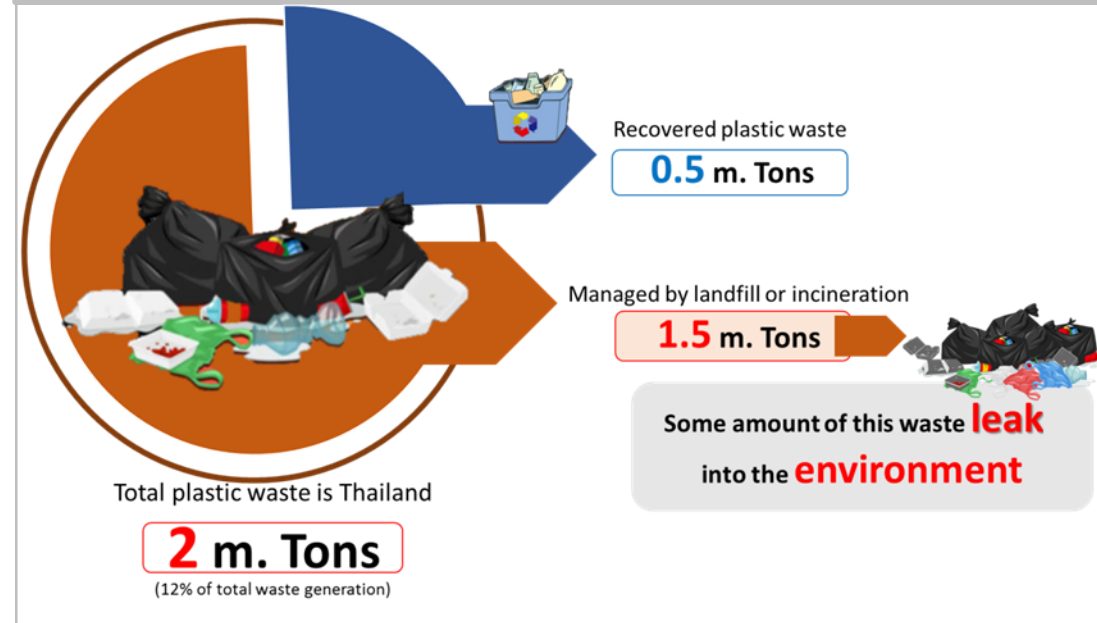 Recovered plastic waste
0.5 m. Tons
Managed by landfill or incineration
1.5 m. Tons
Some amount of this waste leak
into the environment
Total plastic waste is Thailand
2 m. Tons
(12% of total waste generation)